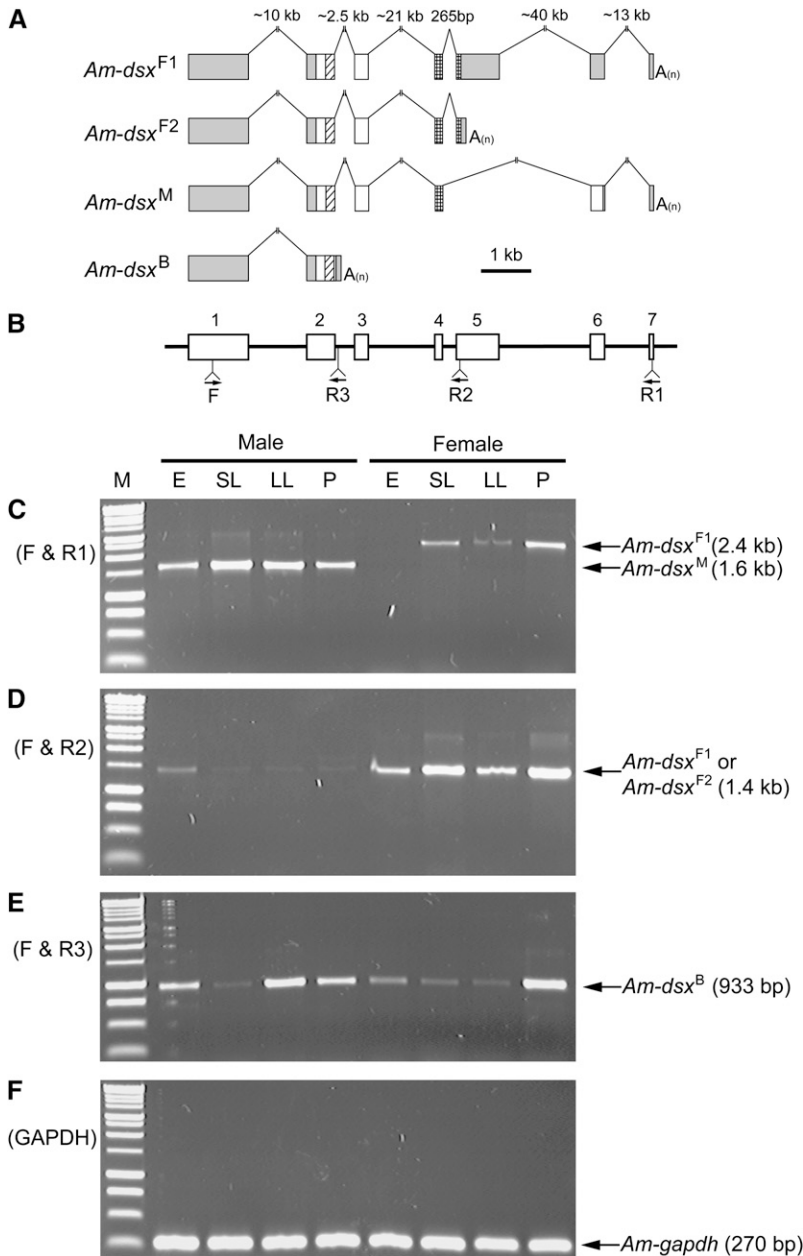 A
~10 kb ~2.5 kb ~21 kb 265bp ~40 kb ~13 kb
Am-dsxF1 A(n)
Am-dsxF2 A(n)
Am-dsxM A(n)
Am-dsxB A(n) 1 kb
B
1 2 3 4 5 6 7
F R3 R2 R1
Male Female
M E SL LL P E SL LL P
C
(F & R1)
Am-dsxF1 (2.4 kb)
Am-dsxM (1.6 kb)
D
(F & R2)
Am-dsxF1 or
Am-dsxF2 (1.4 kb)
E
(F & R3)
Am-dsxB (933 bp)
F
(GAPDH)
Am-gapdh (270 bp)